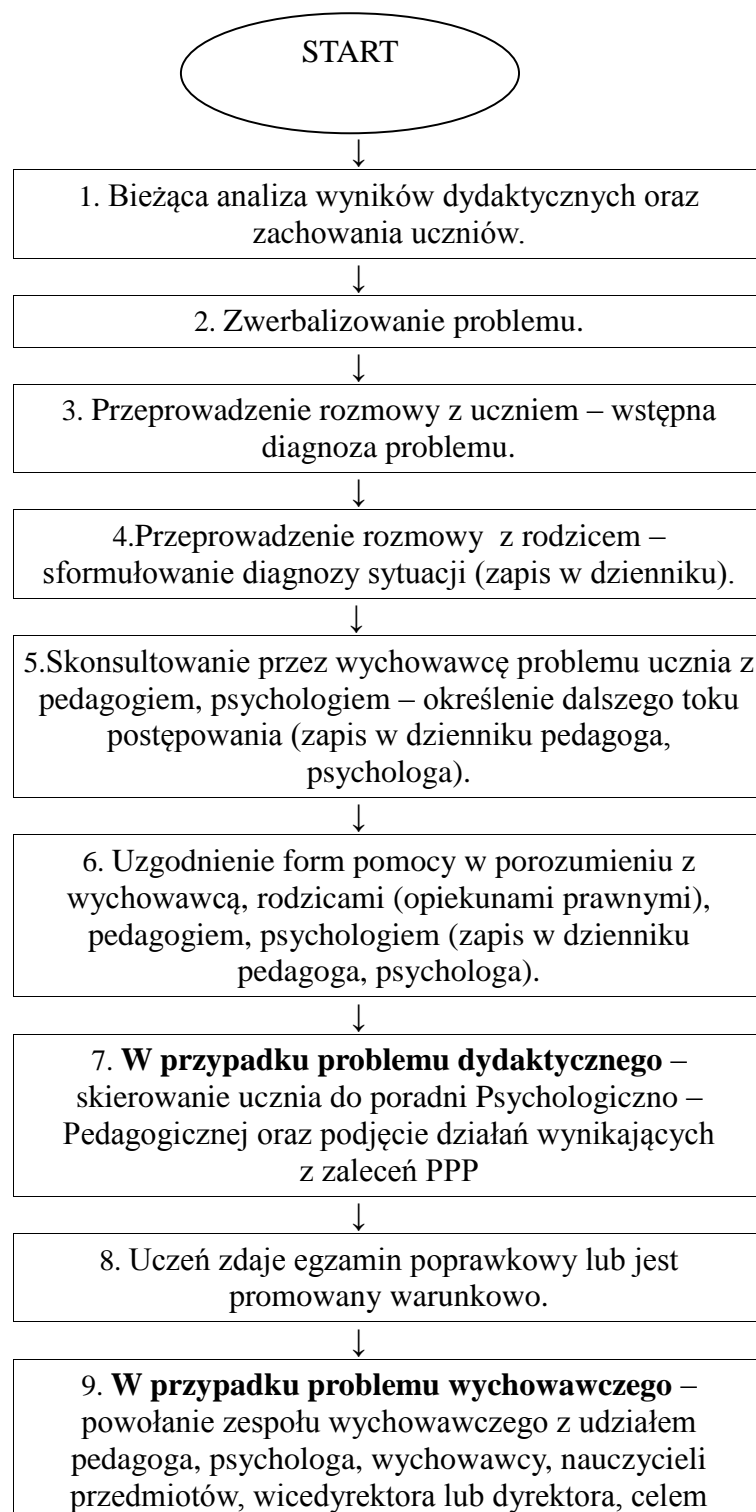 START
↓
1. Bieżąca analiza wyników dydaktycznych oraz
zachowania uczniów.
↓
2. Zwerbalizowanie problemu.
↓
3. Przeprowadzenie rozmowy z uczniem – wstępna
diagnoza problemu.
↓
4.Przeprowadzenie rozmowy  z rodzicem –
sformułowanie diagnozy sytuacji (zapis w dzienniku).
↓
5.Skonsultowanie przez wychowawcę problemu ucznia z
pedagogiem, psychologiem – określenie dalszego toku
postępowania (zapis w dzienniku pedagoga,
psychologa).
↓
6. Uzgodnienie form pomocy w porozumieniu z
wychowawcą, rodzicami (opiekunami prawnymi),
pedagogiem, psychologiem (zapis w dzienniku
pedagoga, psychologa).
↓
7. W przypadku problemu dydaktycznego –
skierowanie ucznia do poradni Psychologiczno –
Pedagogicznej oraz podjęcie działań wynikających
z zaleceń PPP
↓
8. Uczeń zdaje egzamin poprawkowy lub jest
promowany warunkowo.
↓
9. W przypadku problemu wychowawczego –
powołanie zespołu wychowawczego z udziałem
pedagoga, psychologa, wychowawcy, nauczycieli
przedmiotów, wicedyrektora lub dyrektora, celem